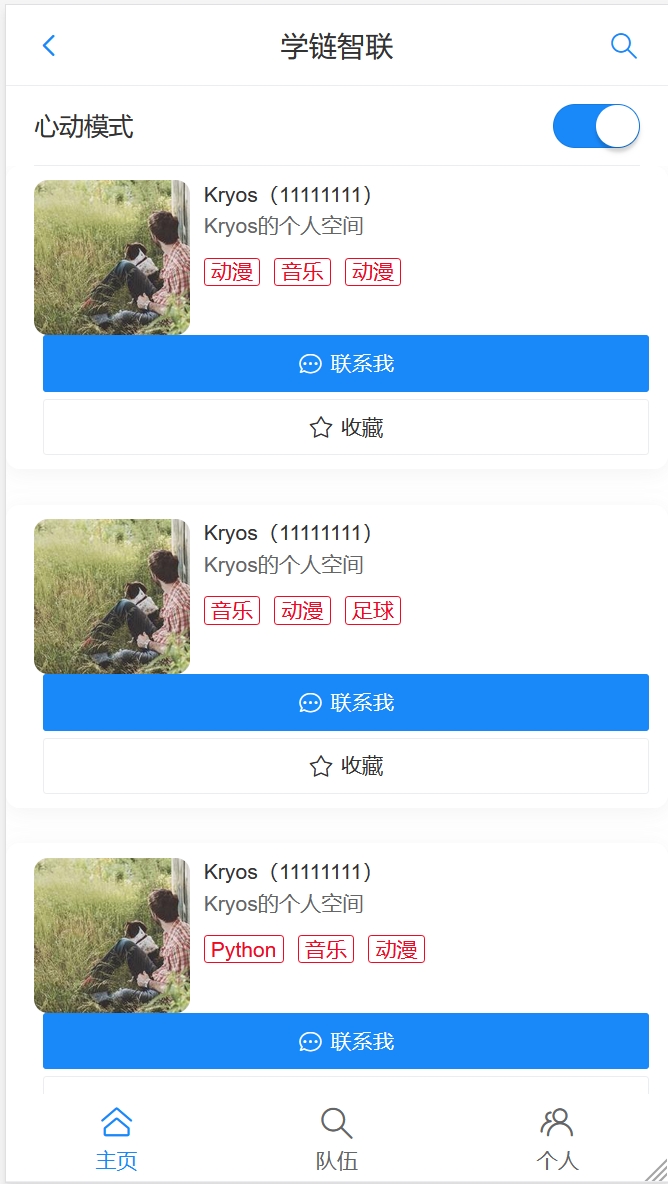 学链智联
心动模式
Kryos（11111111）
Kryos的个人空间
动漫 音乐 动漫
联系我
收藏
Kryos（11111111）
Kryos的个人空间
音乐 动漫 足球
联系我
收藏
Kryos（11111111）
Kryos的个人空间
Python 音乐 动漫
联系我
主页 队伍 个人